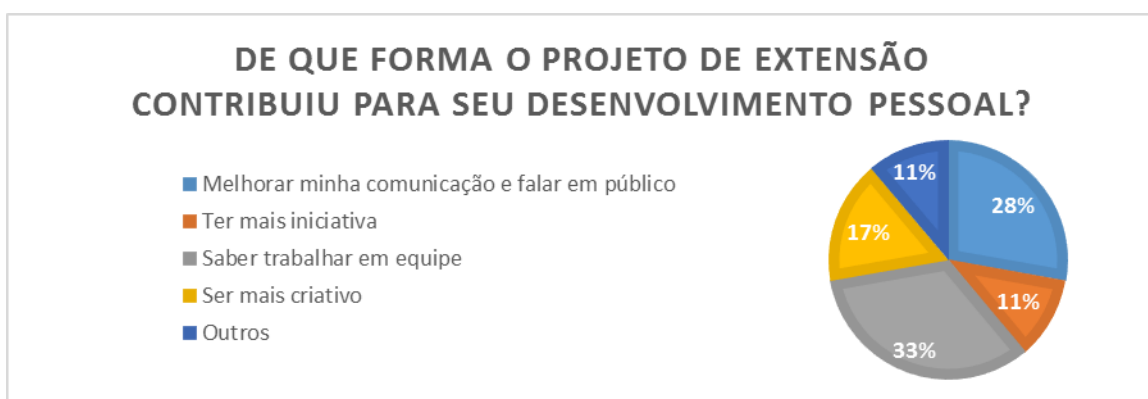 DE QUE FORMA O PROJETO DE EXTENSÃO
CONTRIBUIU PARA SEU DESENVOLVIMENTO PESSOAL?
Melhorar minha comunicação e falar em público
Ter mais iniciativa
Saber trabalhar em equipe
Ser mais criativo
Outros
11%
28%
17%
11%
33%